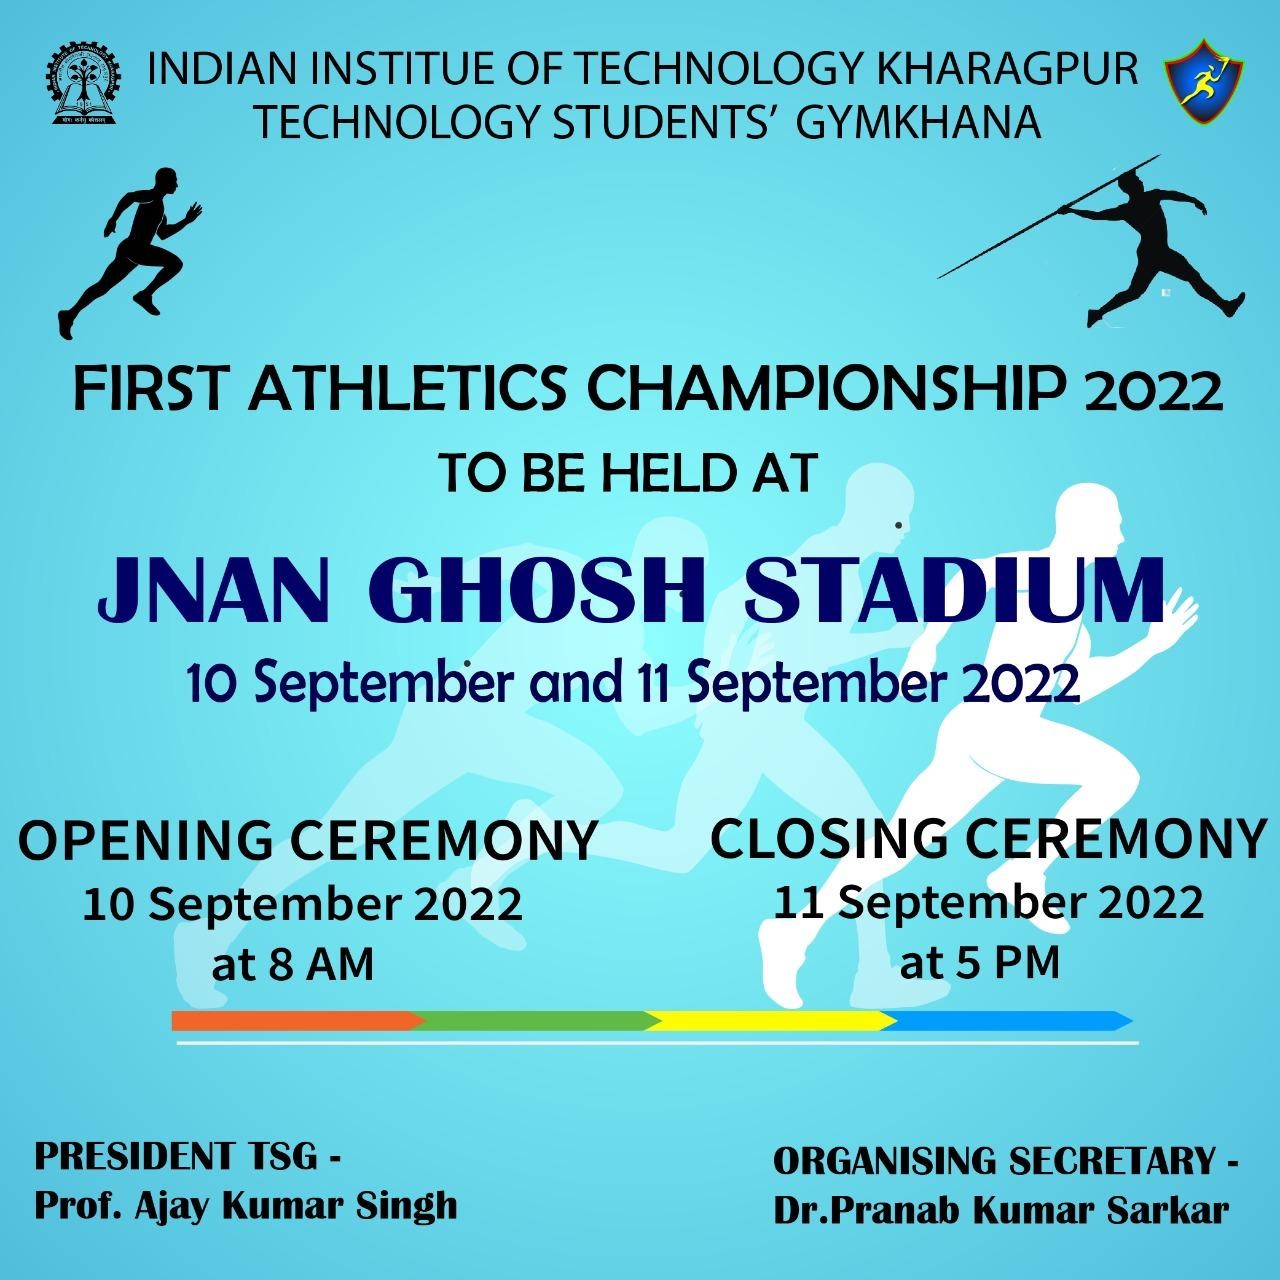 INDIAN INSTITUE OF TECHNOLOGY KHARAGPUR
TECHNOLOGY STUDENTS' GYMKHANA
FIRST ATHLETICS CHAMPIONSHIP 2022
TO BE HELD AT
JNAN GHOSH STADIUM
10 September and 11 September 2022
OPENING CEREMONY
10 September 2022
at 8 AM
CLOSING CEREMONY
11 September 2022
at 5 PM
PRESIDENT TSG -
Prof. Ajay Kumar Singh
ORGANISING SECRETARY -
Dr.Pranab Kumar Sarkar